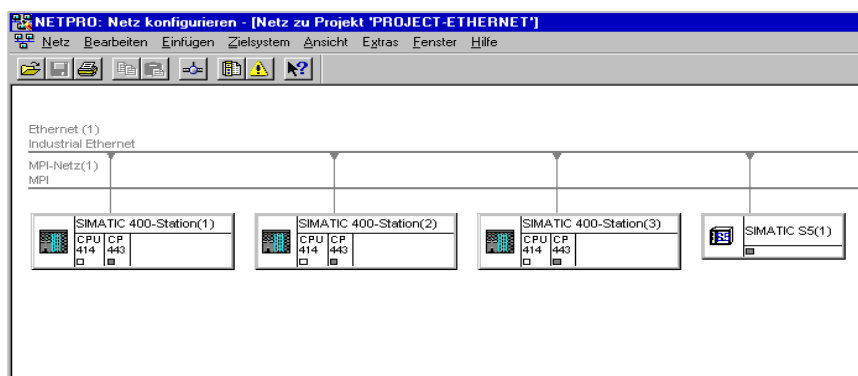 NETPRO: Netz konfigurieren - [Netz zu Projekt 'PROJECT-ETHERNET']
Netz Bearbeiten Einfügen Zielsystem Ansicht Extras Fenster Hilfe
Ethernet (1)
Industrial Ethernet
MPI-Netz(1)
MPI
SIMATIC 400-Station(1)
CPU CP
414 443
SIMATIC 400-Station(2)
CPU CP
414 443
SIMATIC 400-Station(3)
CPU CP
414 443
SIMATIC S5(1)